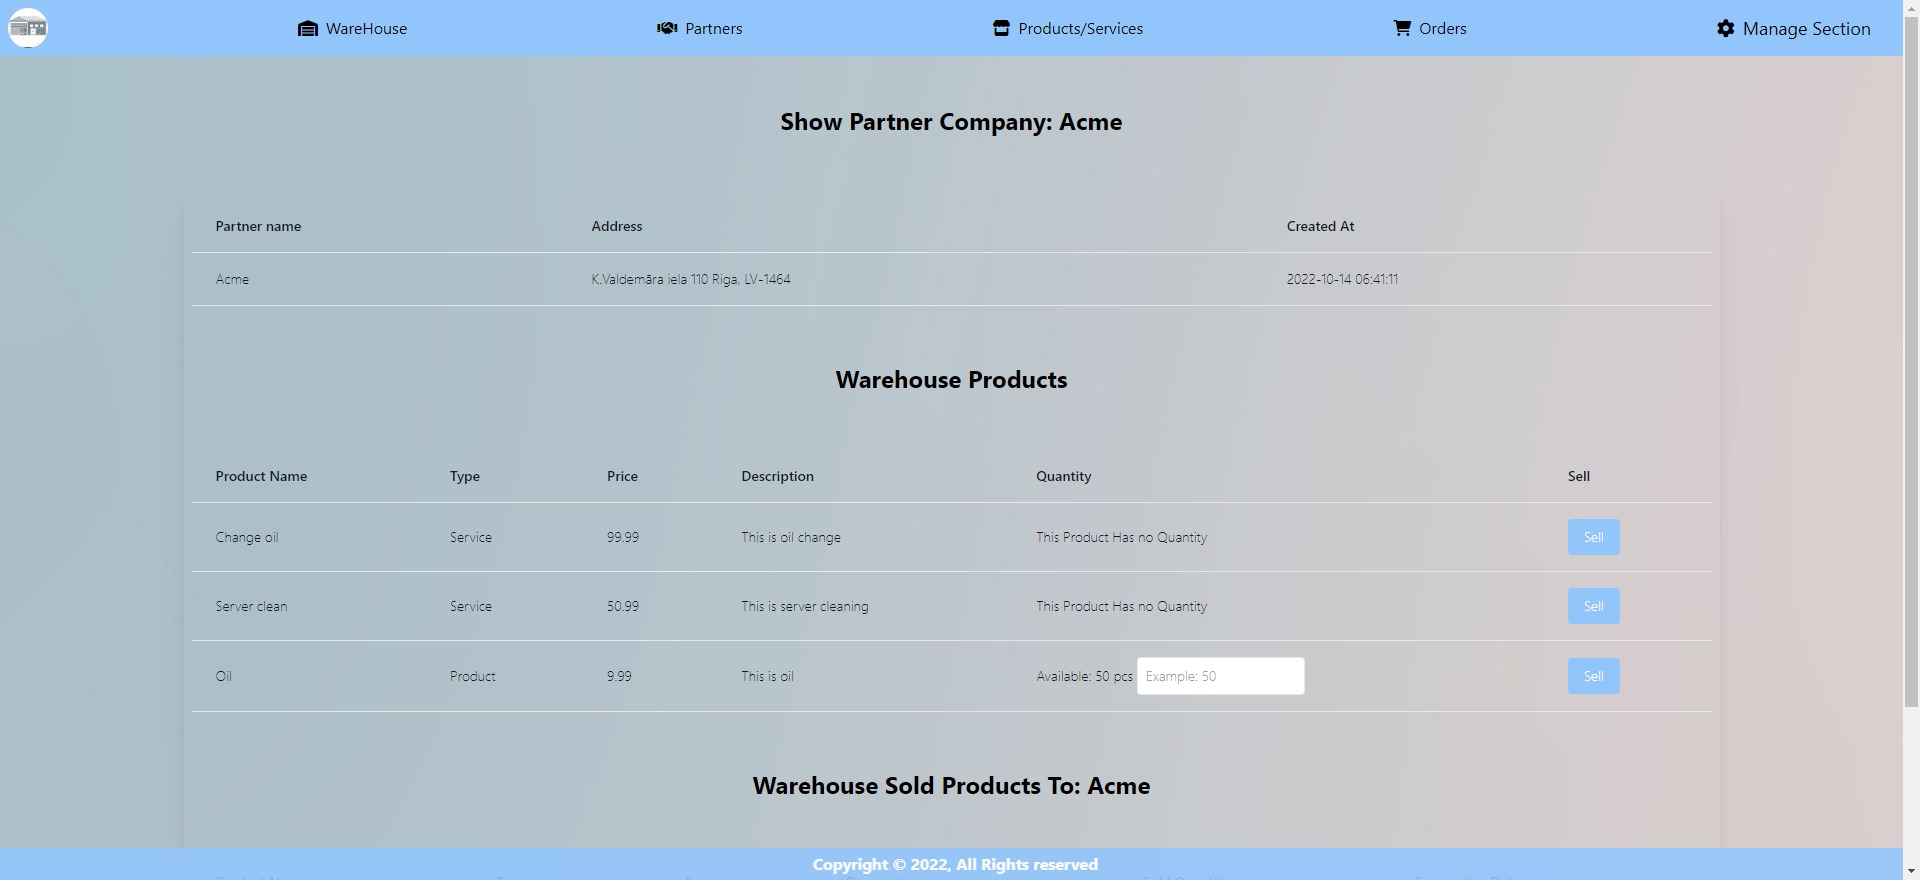 WareHouse Partners Products/Services Orders Manage Section
Show Partner Company: Acme
Partner name Address Created At
Acme K.Valdemāra iela 110 Riga, LV-1464 2022-10-14 06:41:11
Warehouse Products
Product Name Type Price Description Quantity Sell
Change oil Service 99.99 This is oil change This Product Has no Quantity Sell
Server clean Service 50.99 This is server cleaning This Product Has no Quantity Sell
Oil Product 9.99 This is oil Available: 50 pcs Example: 50 Sell
Warehouse Sold Products To: Acme
Copyright © 2022, All Rights reserved